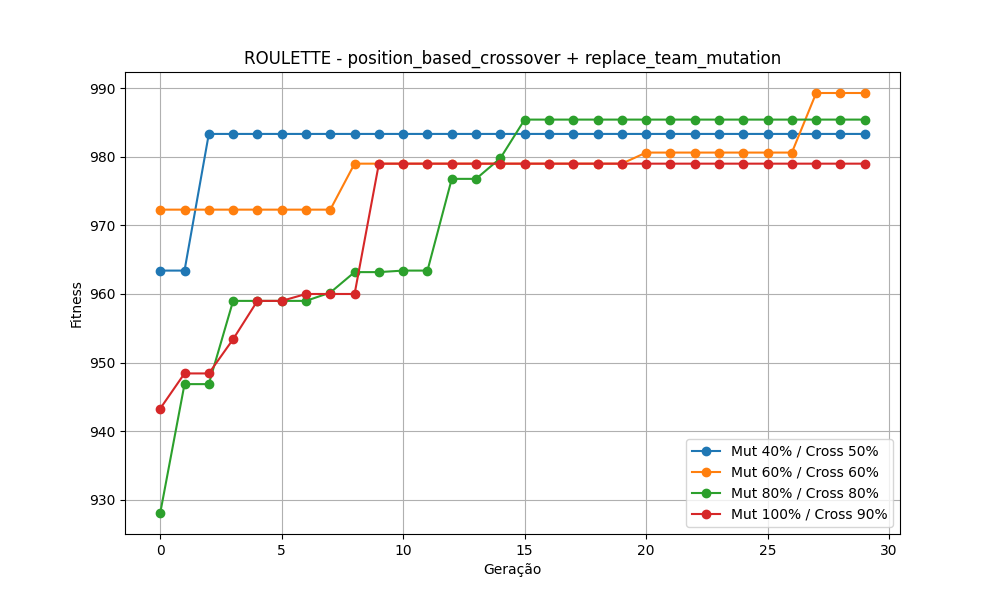 ROULETTE - position_based_crossover + replace_team_mutation
990
980
970
960
950
940
930
Fitness
0 5 10 15 20 25 30
Geração
Mut 40% / Cross 50%
Mut 60% / Cross 60%
Mut 80% / Cross 80%
Mut 100% / Cross 90%